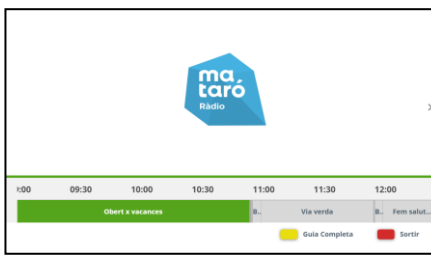 ma
taró
Ràdio
:00 09:30 10:00 10:30 11:00 11:30 12:00
Obert x vacances B.. Via verda B.. Fem salut...
Guia Completa Sortir